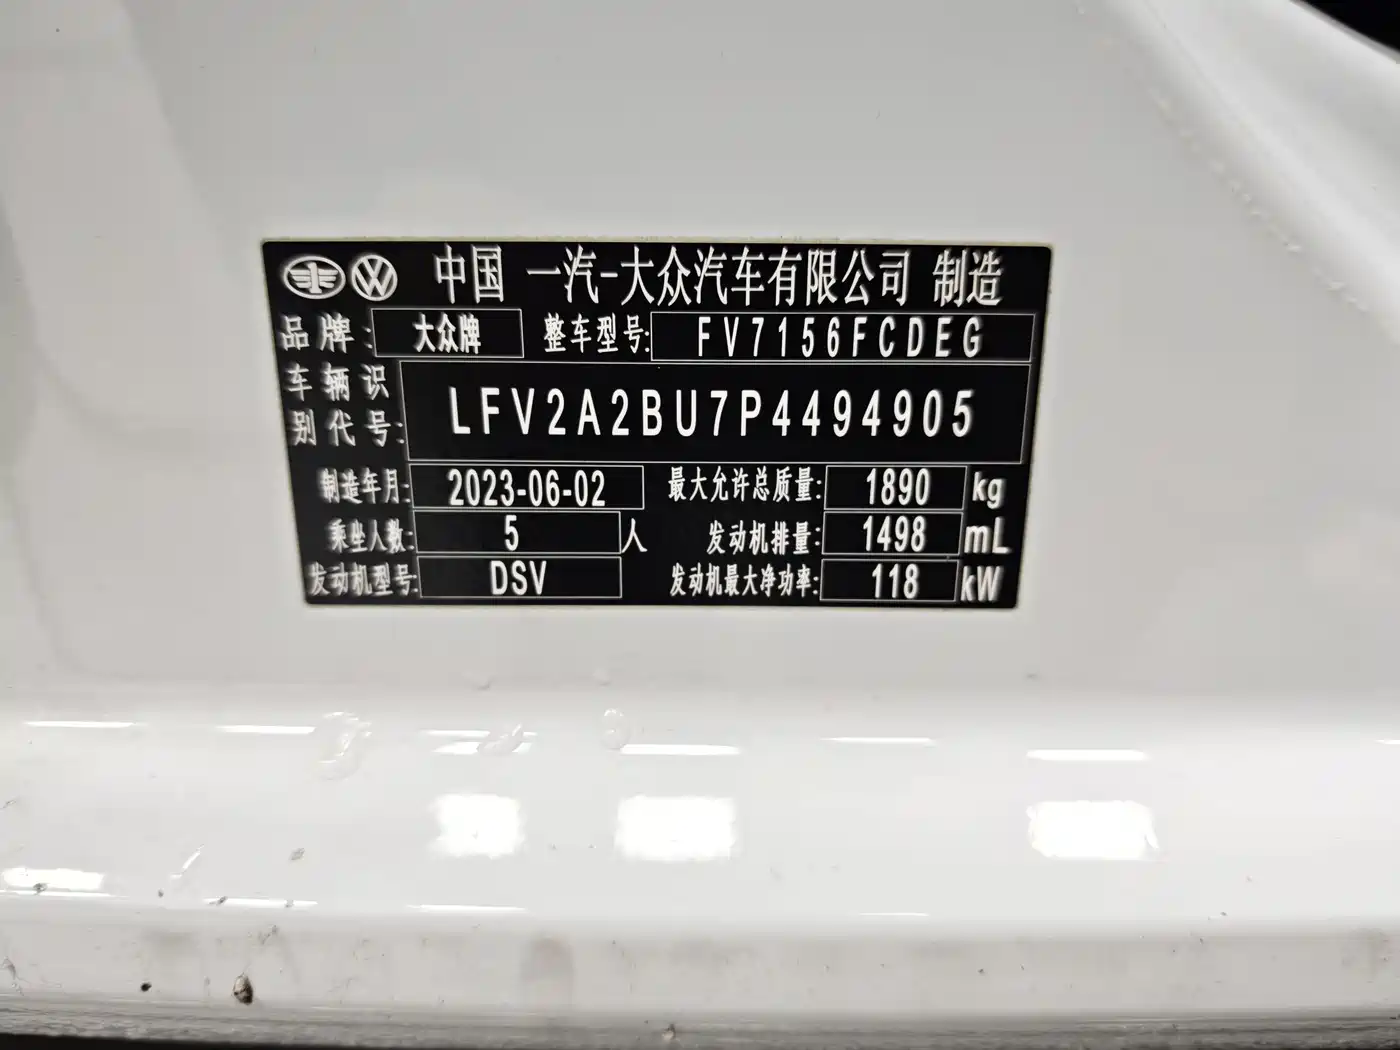 中国 一汽-大众汽车有限公司 制造
品牌: 大众牌 整车型号: FV7156FCDEG
车辆识别代号: LFV2A2BU7P4494905
制造年月: 2023-06-02 最大允许总质量: 1890 kg
乘坐人数: 5 人 发动机排量: 1498 mL
发动机型号: DSV 发动机最大净功率: 118 kW